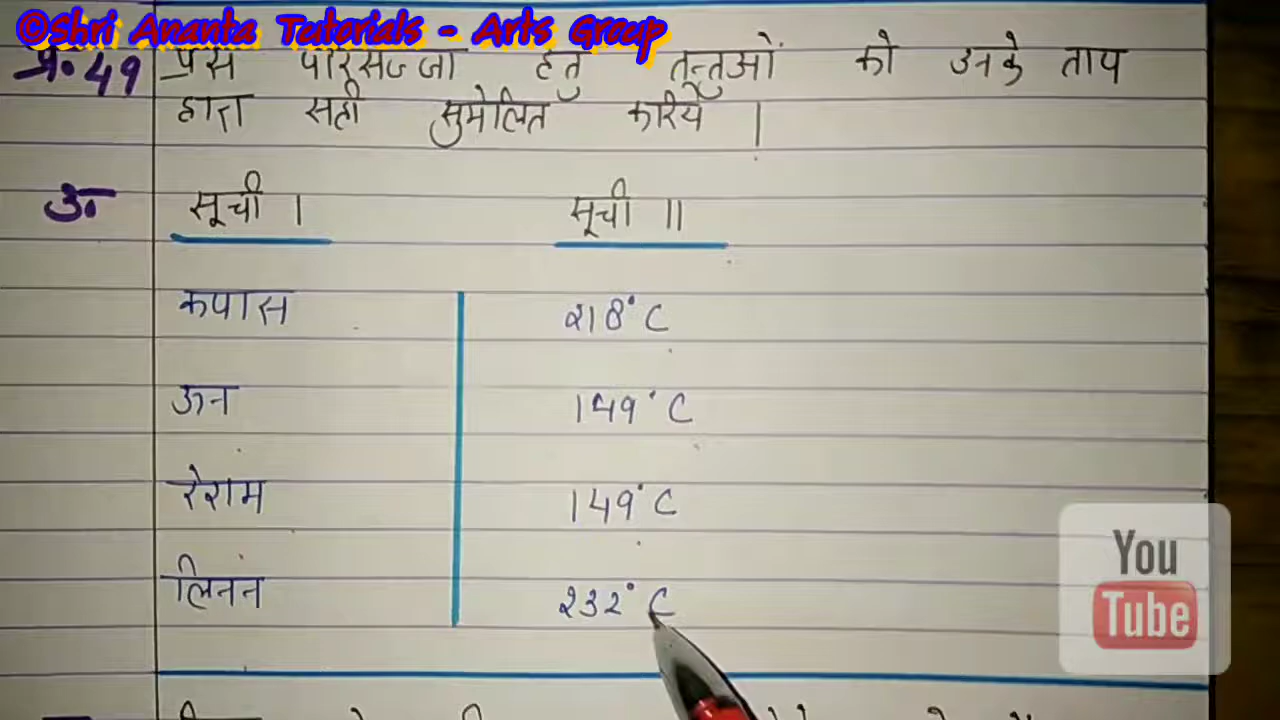 ©Shri Ananta Tutorials - Arts Group
प्र. 49 प्रेस परिसज्जा हेतु तन्तुओं को उनके ताप
द्वारा सही सुमेलित करिये |
उ. सूची I सूची II
कपास 218°C
ऊन 149°C
रेशम 149°C
लिनन 232°C
You
Tube